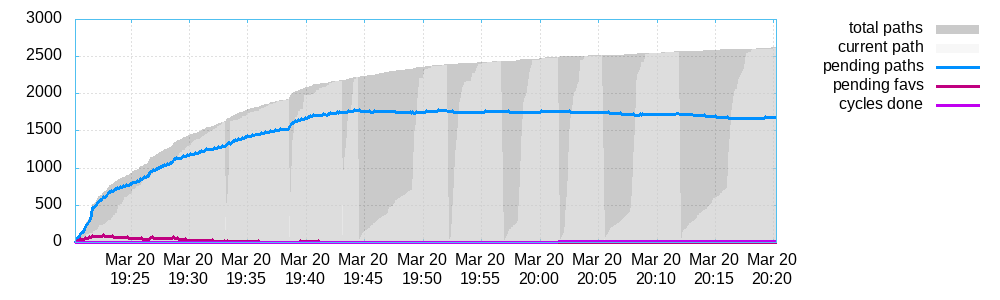 3000
2500
2000
1500
1000
500
0
Mar 20 Mar 20 Mar 20 Mar 20 Mar 20 Mar 20 Mar 20 Mar 20 Mar 20 Mar 20 Mar 20 Mar 20
19:25 19:30 19:35 19:40 19:45 19:50 19:55 20:00 20:05 20:10 20:15 20:20
total paths
current path
pending paths
pending favs
cycles done